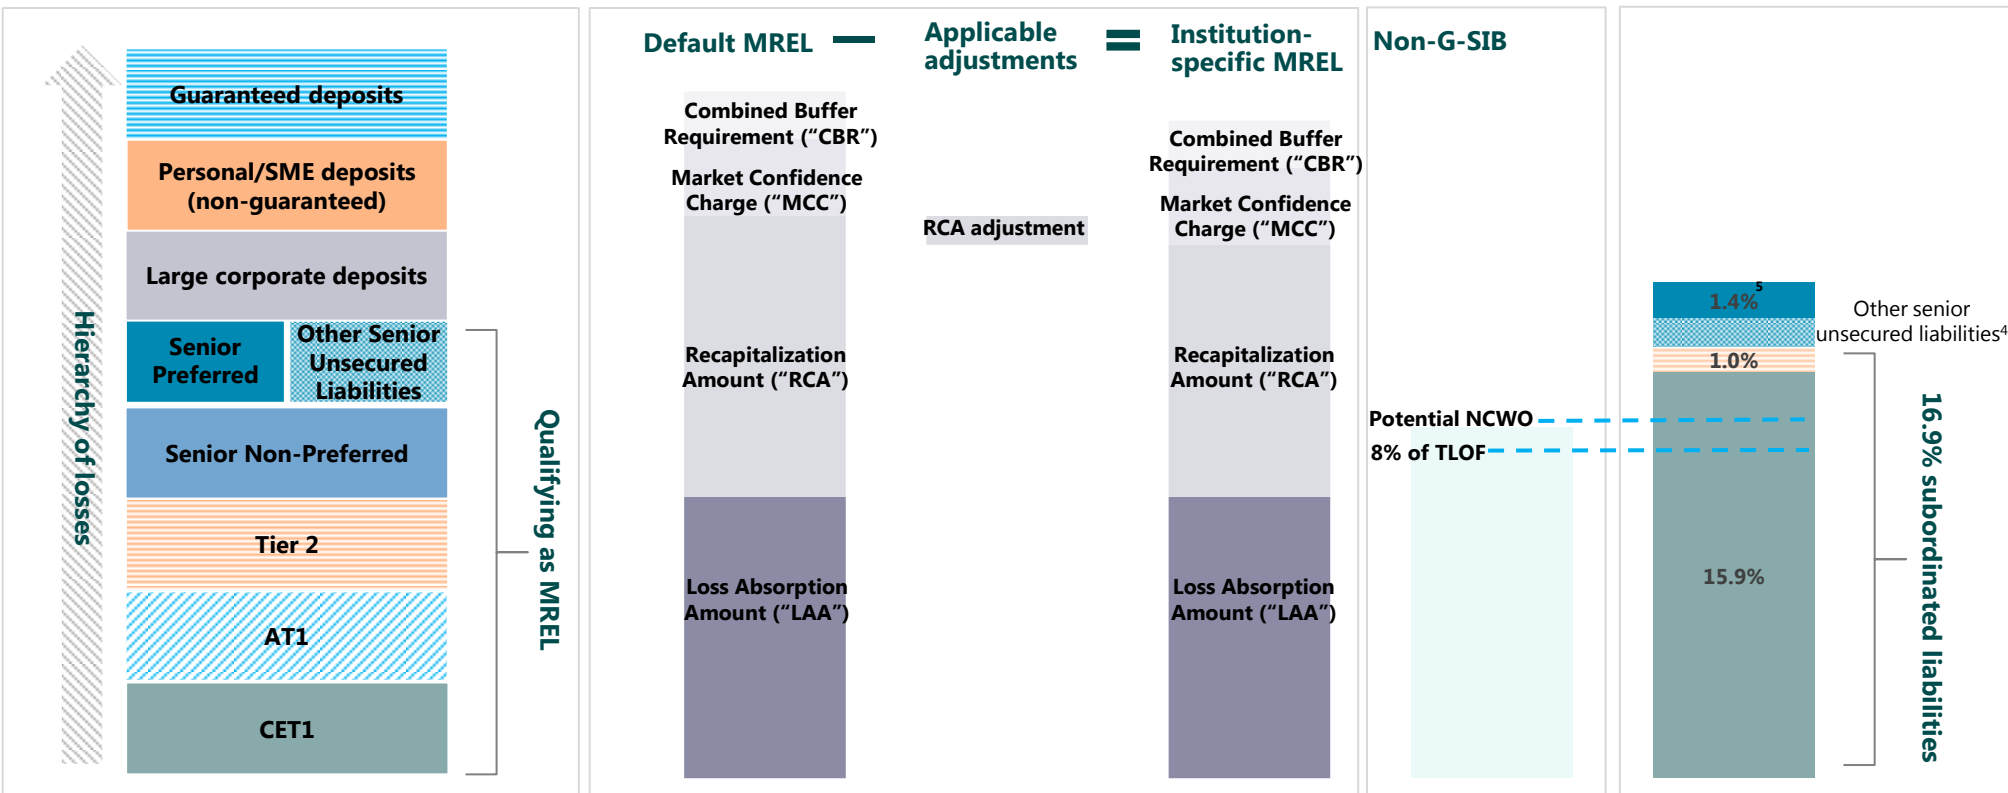 Hierarchy of losses
Guaranteed deposits
Personal/SME deposits
(non-guaranteed)
Large corporate deposits
Senior
Preferred
Other Senior
Unsecured
Liabilities
Senior Non-Preferred
Tier 2
AT1
CET1
Qualifying as MREL
Default MREL
Applicable
adjustments
Institution-
specific MREL
Combined Buffer
Requirement (“CBR”)
Market Confidence
Charge (“MCC”)
Recapitalization
Amount (“RCA”)
Loss Absorption
Amount (“LAA”)
RCA adjustment
Combined Buffer
Requirement (“CBR”)
Market Confidence
Charge (“MCC”)
Recapitalization
Amount (“RCA”)
Loss Absorption
Amount (“LAA”)
Non-G-SIB
Potential NCWO
8% of TLOF
1.4%5
1.0%
15.9%
Other senior
unsecured liabilities4
16.9% subordinated liabilities